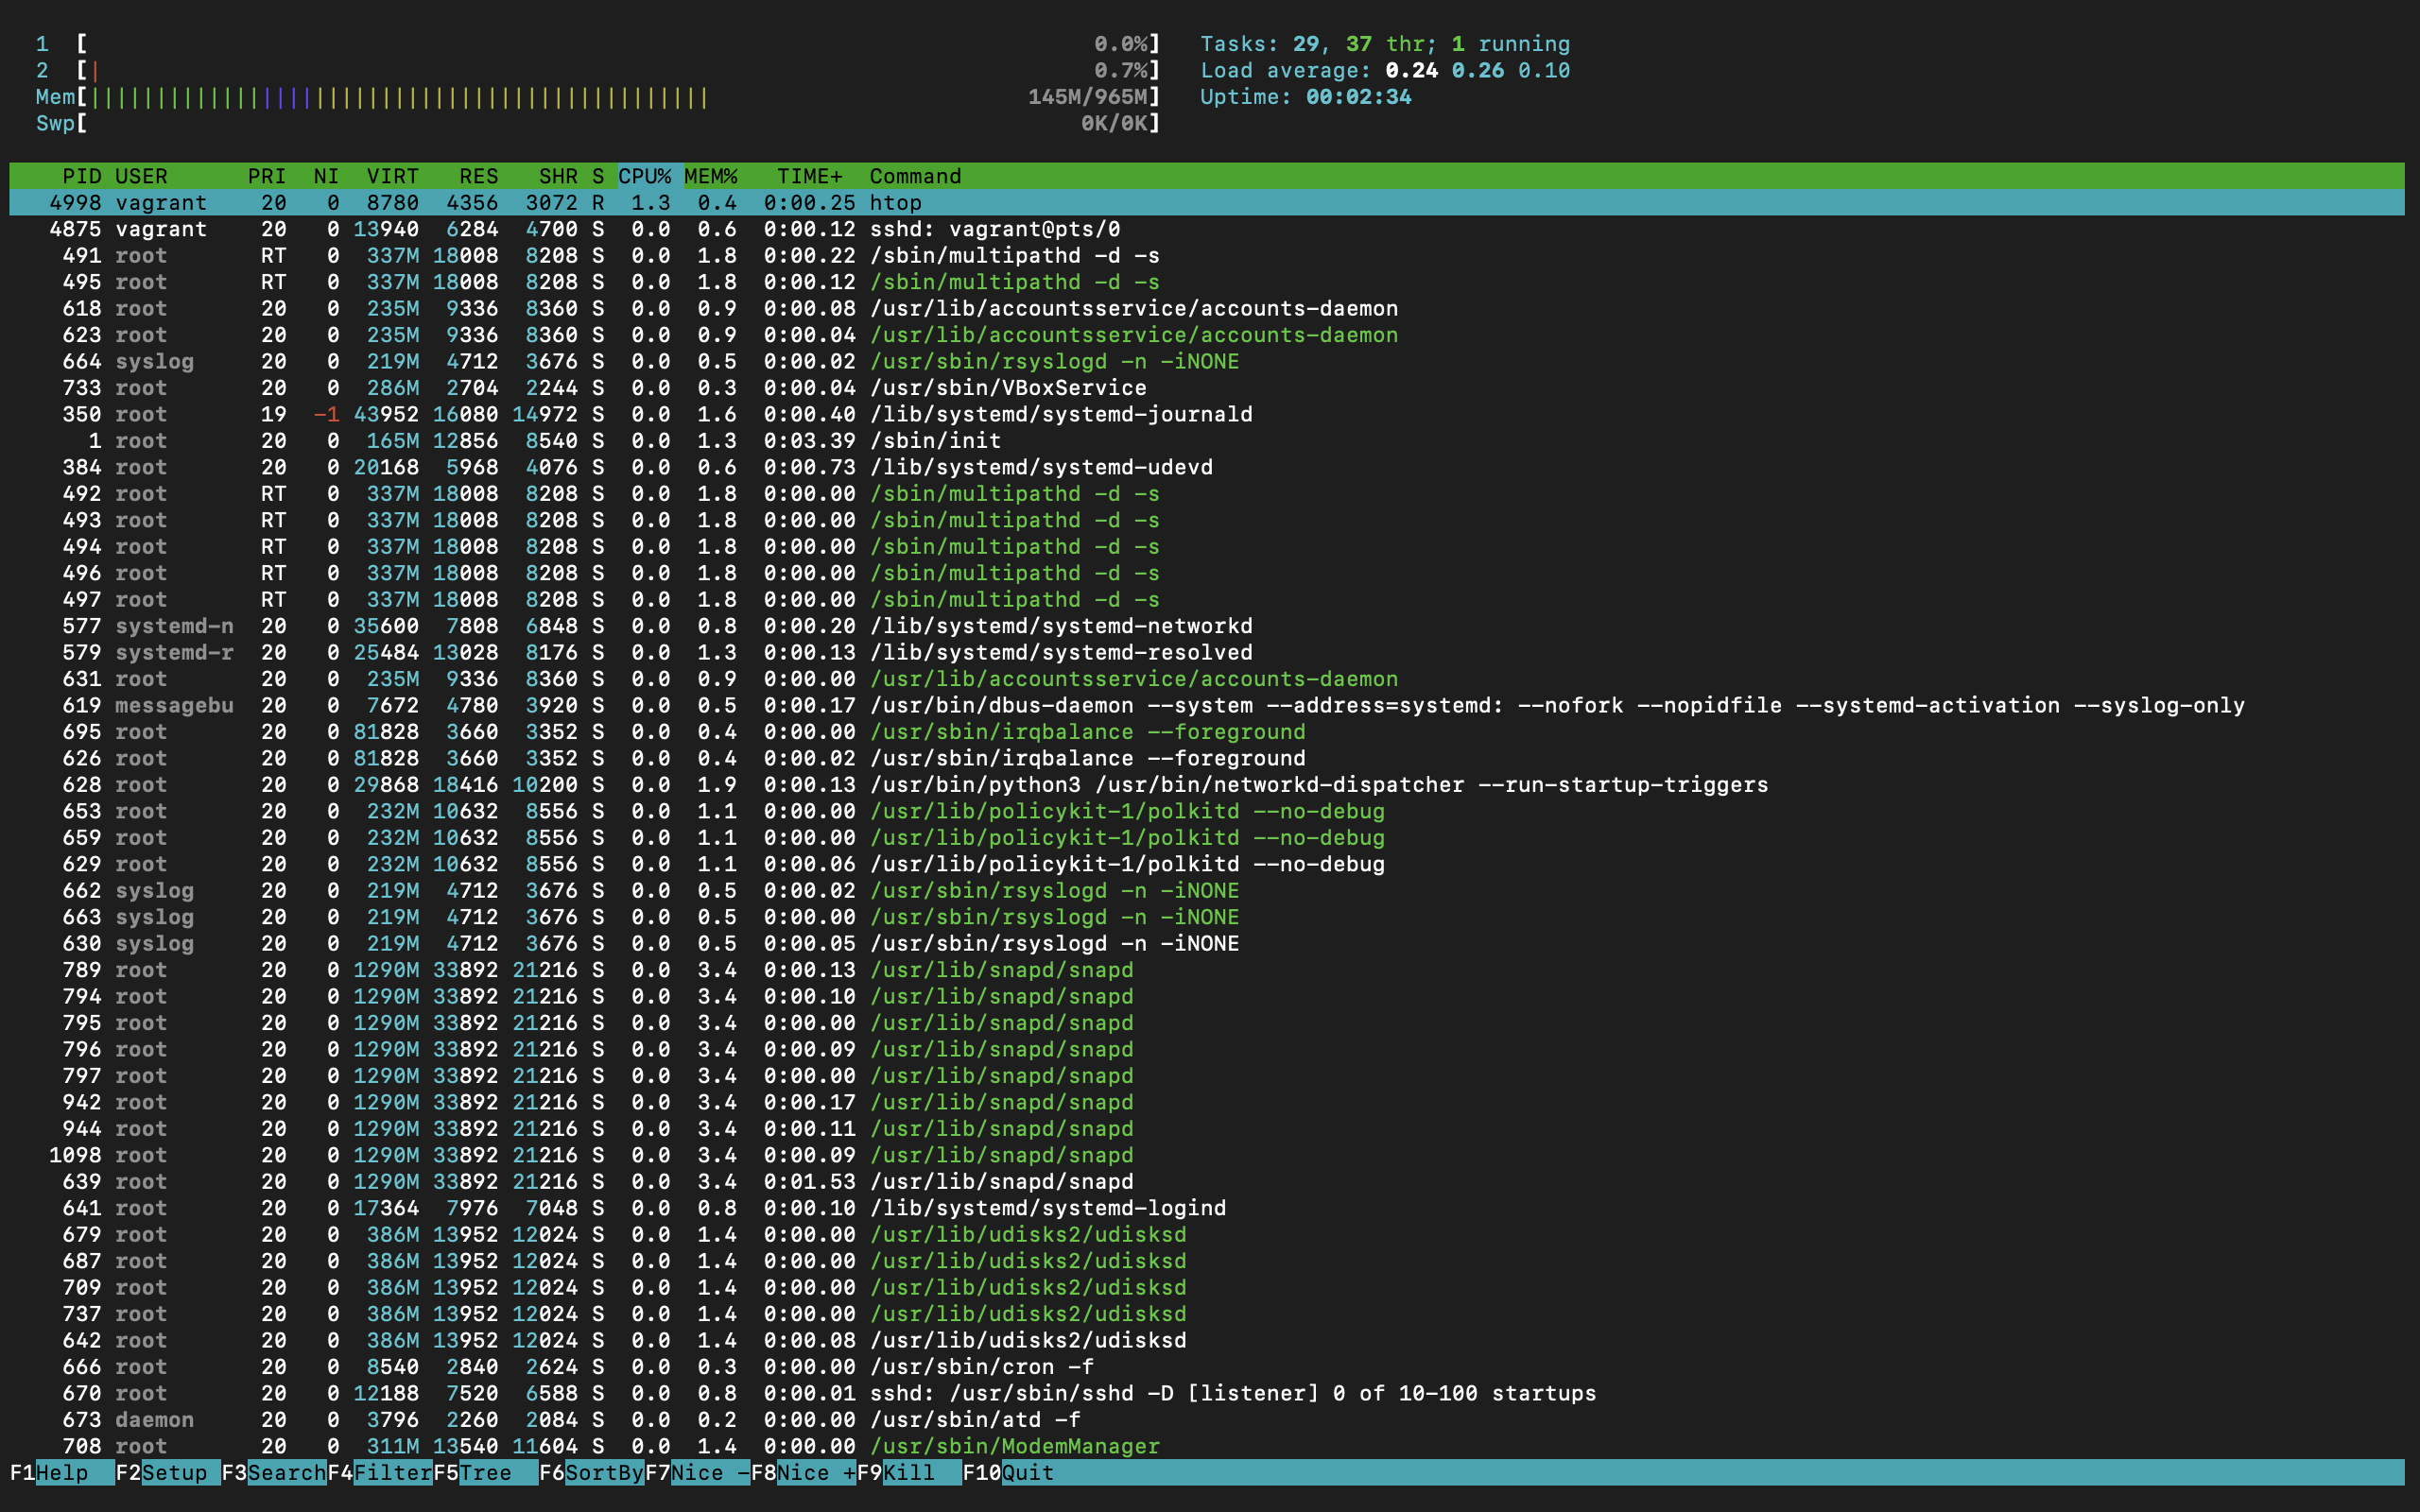 1 [ 0.0%] Tasks: 29, 37 thr; 1 running
2 [| 0.7%] Load average: 0.24 0.26 0.10
Mem[||||||||||||||||||||||||||||||||||||||||||||||| 145M/965M] Uptime: 00:02:34
Swp[ 0K/0K]
PID USER PRI NI VIRT RES SHR S CPU% MEM% TIME+ Command
4998 vagrant 20 0 8780 4356 3072 R 1.3 0.4 0:00.25 htop
4875 vagrant 20 0 13940 6284 4700 S 0.0 0.6 0:00.12 sshd: vagrant@pts/0
491 root RT 0 337M 18008 8208 S 0.0 1.8 0:00.22 /sbin/multipathd -d -s
495 root RT 0 337M 18008 8208 S 0.0 1.8 0:00.12 /sbin/multipathd -d -s
618 root 20 0 235M 9336 8360 S 0.0 0.9 0:00.08 /usr/lib/accountsservice/accounts-daemon
623 root 20 0 235M 9336 8360 S 0.0 0.9 0:00.04 /usr/lib/accountsservice/accounts-daemon
664 syslog 20 0 219M 4712 3676 S 0.0 0.5 0:00.02 /usr/sbin/rsyslogd -n -iNONE
733 root 20 0 286M 2704 2244 S 0.0 0.3 0:00.04 /usr/sbin/VBoxService
350 root 19 -1 43952 16080 14972 S 0.0 1.6 0:00.40 /lib/systemd/systemd-journald
1 root 20 0 165M 12856 8540 S 0.0 1.3 0:03.39 /sbin/init
384 root 20 0 20168 5968 4076 S 0.0 0.6 0:00.73 /lib/systemd/systemd-udevd
492 root RT 0 337M 18008 8208 S 0.0 1.8 0:00.00 /sbin/multipathd -d -s
493 root RT 0 337M 18008 8208 S 0.0 1.8 0:00.00 /sbin/multipathd -d -s
494 root RT 0 337M 18008 8208 S 0.0 1.8 0:00.00 /sbin/multipathd -d -s
496 root RT 0 337M 18008 8208 S 0.0 1.8 0:00.00 /sbin/multipathd -d -s
497 root RT 0 337M 18008 8208 S 0.0 1.8 0:00.00 /sbin/multipathd -d -s
577 systemd-n 20 0 35600 7808 6848 S 0.0 0.8 0:00.20 /lib/systemd/systemd-networkd
579 systemd-r 20 0 25484 13028 8176 S 0.0 1.3 0:00.13 /lib/systemd/systemd-resolved
631 root 20 0 235M 9336 8360 S 0.0 0.9 0:00.00 /usr/lib/accountsservice/accounts-daemon
619 messagebu 20 0 7672 4780 3920 S 0.0 0.5 0:00.17 /usr/bin/dbus-daemon --system --address=systemd: --nofork --nopidfile --systemd-activation --syslog-only
695 root 20 0 81828 3660 3352 S 0.0 0.4 0:00.00 /usr/sbin/irqbalance --foreground
626 root 20 0 81828 3660 3352 S 0.0 0.4 0:00.02 /usr/sbin/irqbalance --foreground
628 root 20 0 29868 18416 10200 S 0.0 1.9 0:00.13 /usr/bin/python3 /usr/bin/networkd-dispatcher --run-startup-triggers
653 root 20 0 232M 10632 8556 S 0.0 1.1 0:00.00 /usr/lib/policykit-1/polkitd --no-debug
659 root 20 0 232M 10632 8556 S 0.0 1.1 0:00.00 /usr/lib/policykit-1/polkitd --no-debug
629 root 20 0 232M 10632 8556 S 0.0 1.1 0:00.06 /usr/lib/policykit-1/polkitd --no-debug
662 syslog 20 0 219M 4712 3676 S 0.0 0.5 0:00.02 /usr/sbin/rsyslogd -n -iNONE
663 syslog 20 0 219M 4712 3676 S 0.0 0.5 0:00.00 /usr/sbin/rsyslogd -n -iNONE
630 syslog 20 0 219M 4712 3676 S 0.0 0.5 0:00.05 /usr/sbin/rsyslogd -n -iNONE
789 root 20 0 1290M 33892 21216 S 0.0 3.4 0:00.13 /usr/lib/snapd/snapd
794 root 20 0 1290M 33892 21216 S 0.0 3.4 0:00.10 /usr/lib/snapd/snapd
795 root 20 0 1290M 33892 21216 S 0.0 3.4 0:00.00 /usr/lib/snapd/snapd
796 root 20 0 1290M 33892 21216 S 0.0 3.4 0:00.09 /usr/lib/snapd/snapd
797 root 20 0 1290M 33892 21216 S 0.0 3.4 0:00.00 /usr/lib/snapd/snapd
942 root 20 0 1290M 33892 21216 S 0.0 3.4 0:00.17 /usr/lib/snapd/snapd
944 root 20 0 1290M 33892 21216 S 0.0 3.4 0:00.11 /usr/lib/snapd/snapd
1098 root 20 0 1290M 33892 21216 S 0.0 3.4 0:00.09 /usr/lib/snapd/snapd
639 root 20 0 1290M 33892 21216 S 0.0 3.4 0:01.53 /usr/lib/snapd/snapd
641 root 20 0 17364 7976 7048 S 0.0 0.8 0:00.10 /lib/systemd/systemd-logind
679 root 20 0 386M 13952 12024 S 0.0 1.4 0:00.00 /usr/lib/udisks2/udisksd
687 root 20 0 386M 13952 12024 S 0.0 1.4 0:00.00 /usr/lib/udisks2/udisksd
709 root 20 0 386M 13952 12024 S 0.0 1.4 0:00.00 /usr/lib/udisks2/udisksd
737 root 20 0 386M 13952 12024 S 0.0 1.4 0:00.00 /usr/lib/udisks2/udisksd
642 root 20 0 386M 13952 12024 S 0.0 1.4 0:00.08 /usr/lib/udisks2/udisksd
666 root 20 0 8540 2840 2624 S 0.0 0.3 0:00.00 /usr/sbin/cron -f
670 root 20 0 12188 7520 6588 S 0.0 0.8 0:00.01 sshd: /usr/sbin/sshd -D [listener] 0 of 10-100 startups
673 daemon 20 0 3796 2260 2084 S 0.0 0.2 0:00.00 /usr/sbin/atd -f
708 root 20 0 311M 13540 11604 S 0.0 1.4 0:00.00 /usr/sbin/ModemManager
F1Help F2Setup F3SearchF4FilterF5Tree F6SortByF7Nice -F8Nice +F9Kill F10Quit